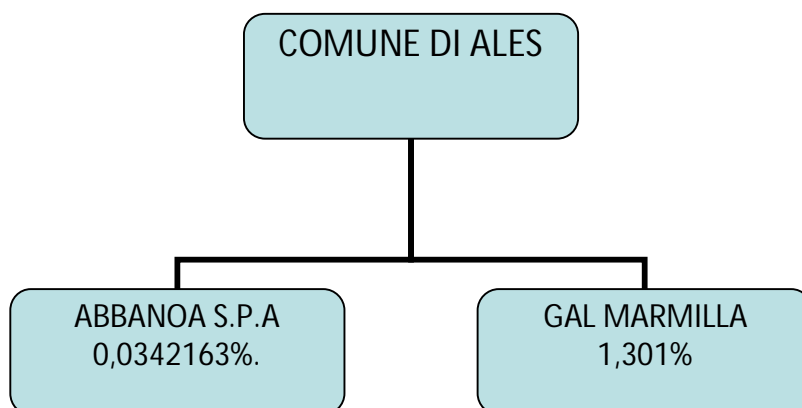 COMUNE DI ALES
ABBANOA S.P.A
0,0342163%.
GAL MARMILLA
1,301%